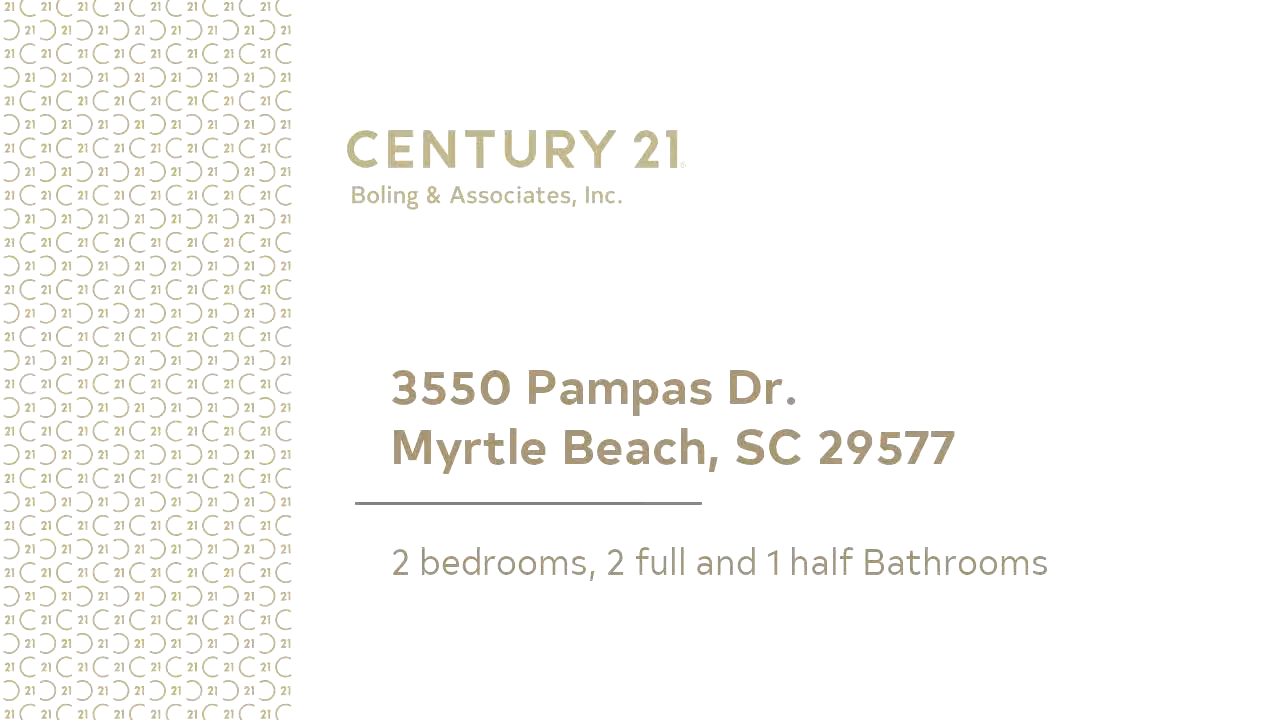 CENTURY 21
Boling & Associates, Inc.
3550 Pampas Dr.
Myrtle Beach, SC 29577
2 bedrooms, 2 full and 1 half Bathrooms